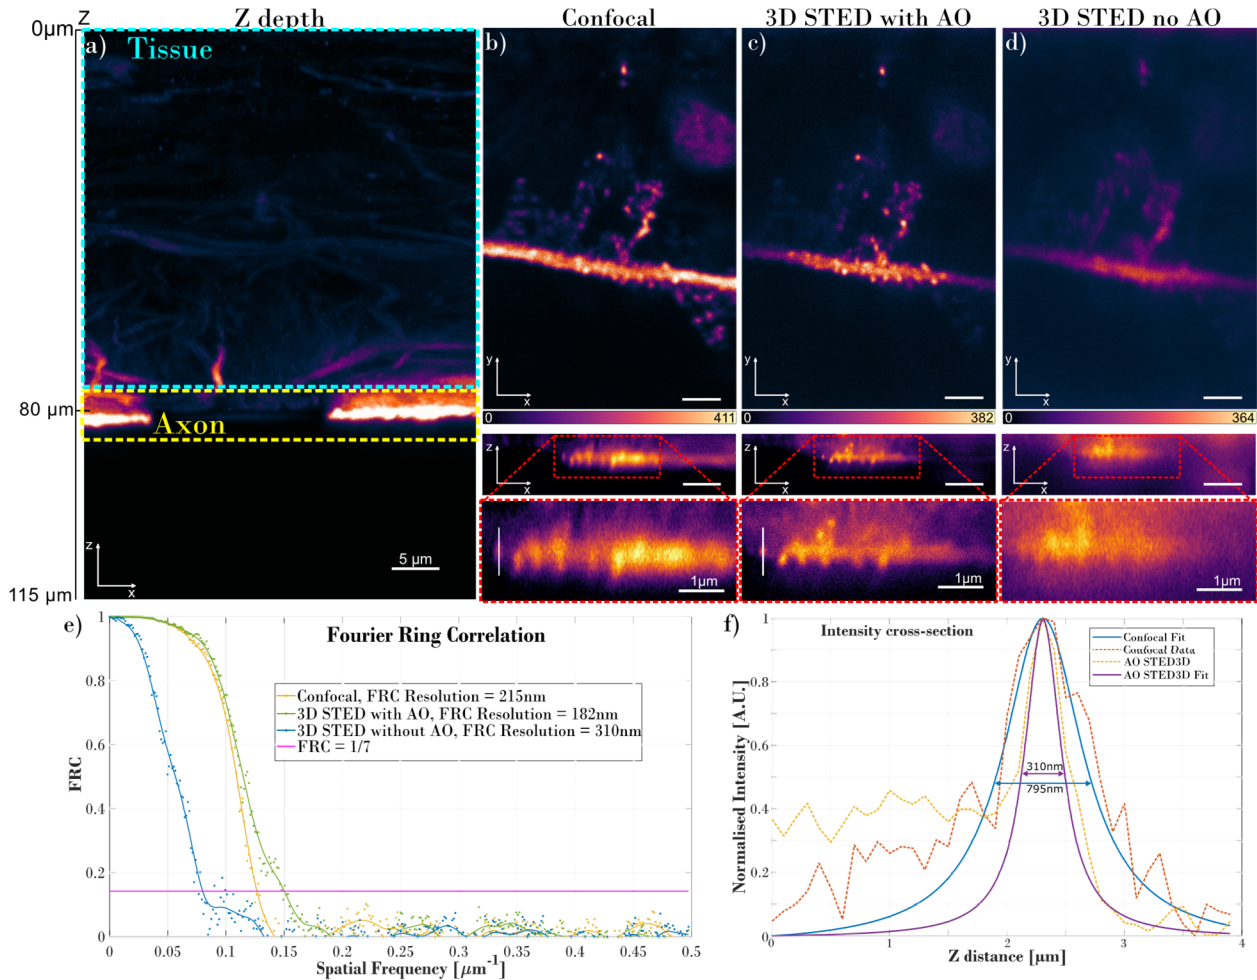 Z depth
Confocal
3D STED with AO
3D STED no AO
z
0µm
80 µm
115 µm
a)
Tissue
Axon
z
x
5 µm
b)
y
x
0
411
z
x
1µm
c)
y
x
0
382
z
x
1µm
d)
y
x
0
364
z
x
1µm
e)
Fourier Ring Correlation
Confocal, FRC Resolution = 215nm
3D STED with AO, FRC Resolution = 182nm
3D STED without AO, FRC Resolution = 310nm
FRC = 1/7
FRC
1
0.8
0.6
0.4
0.2
0
0 0.05 0.1 0.15 0.2 0.25 0.3 0.35 0.4 0.45 0.5
Spatial Frequency [µm⁻¹]
f)
Intensity cross-section
Confocal Fit
Confocal Data
AO STED3D
AO STED3D Fit
310nm
795nm
Normalised Intensity [A.U.]
1
0.8
0.6
0.4
0.2
0
0 1 2 3 4
Z distance [µm]